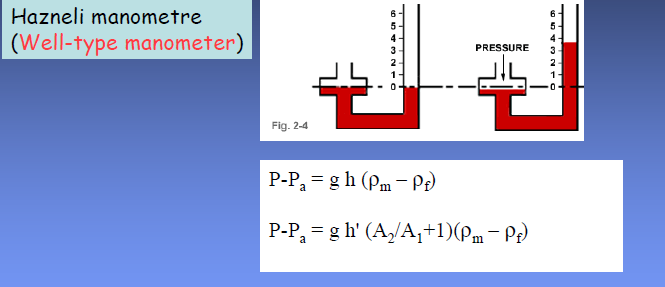 Hazneli manometre
(Well-type manometer)
6
5
4
3
2
1
0
PRESSURE
6
5
4
3
2
1
0
Fig. 2-4
P-Pₐ = g h (ρₘ – ρf)
P-Pₐ = g h' (A₂/A₁+1)(ρₘ – ρf)